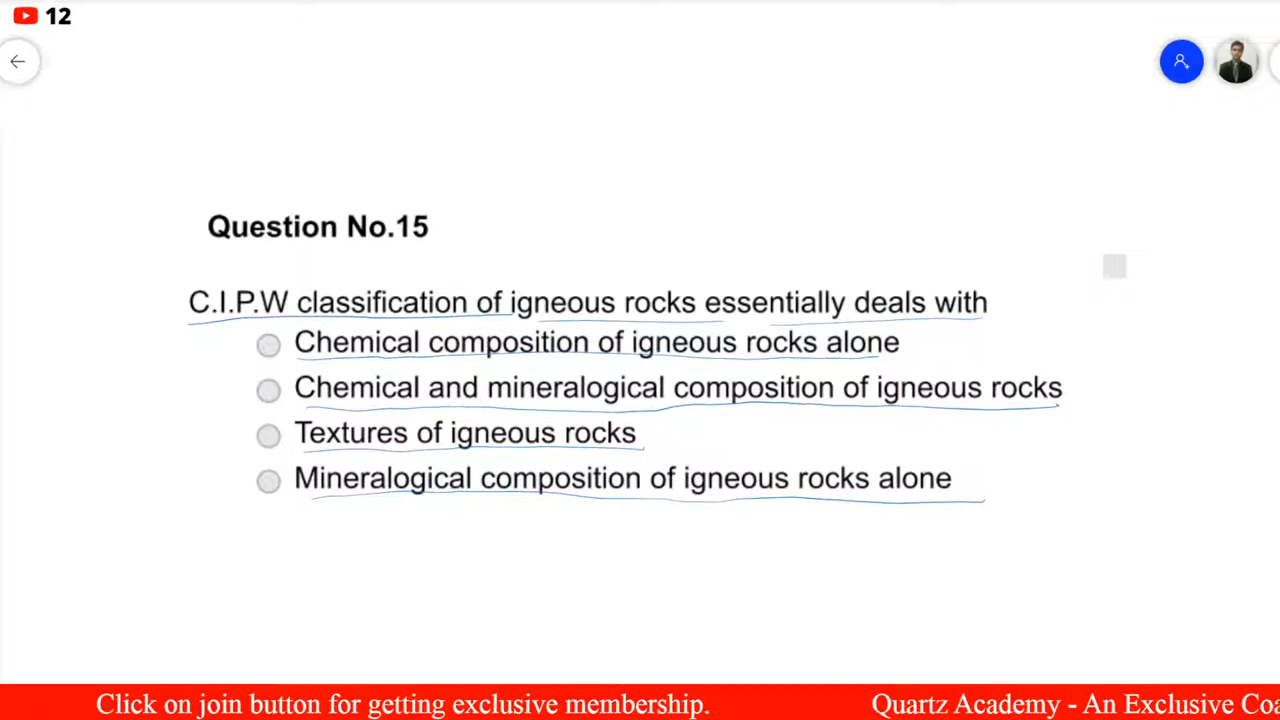 12
Question No.15
C.I.P.W classification of igneous rocks essentially deals with
Chemical composition of igneous rocks alone
Chemical and mineralogical composition of igneous rocks
Textures of igneous rocks
Mineralogical composition of igneous rocks alone
Click on join button for getting exclusive membership. Quartz Academy - An Exclusive